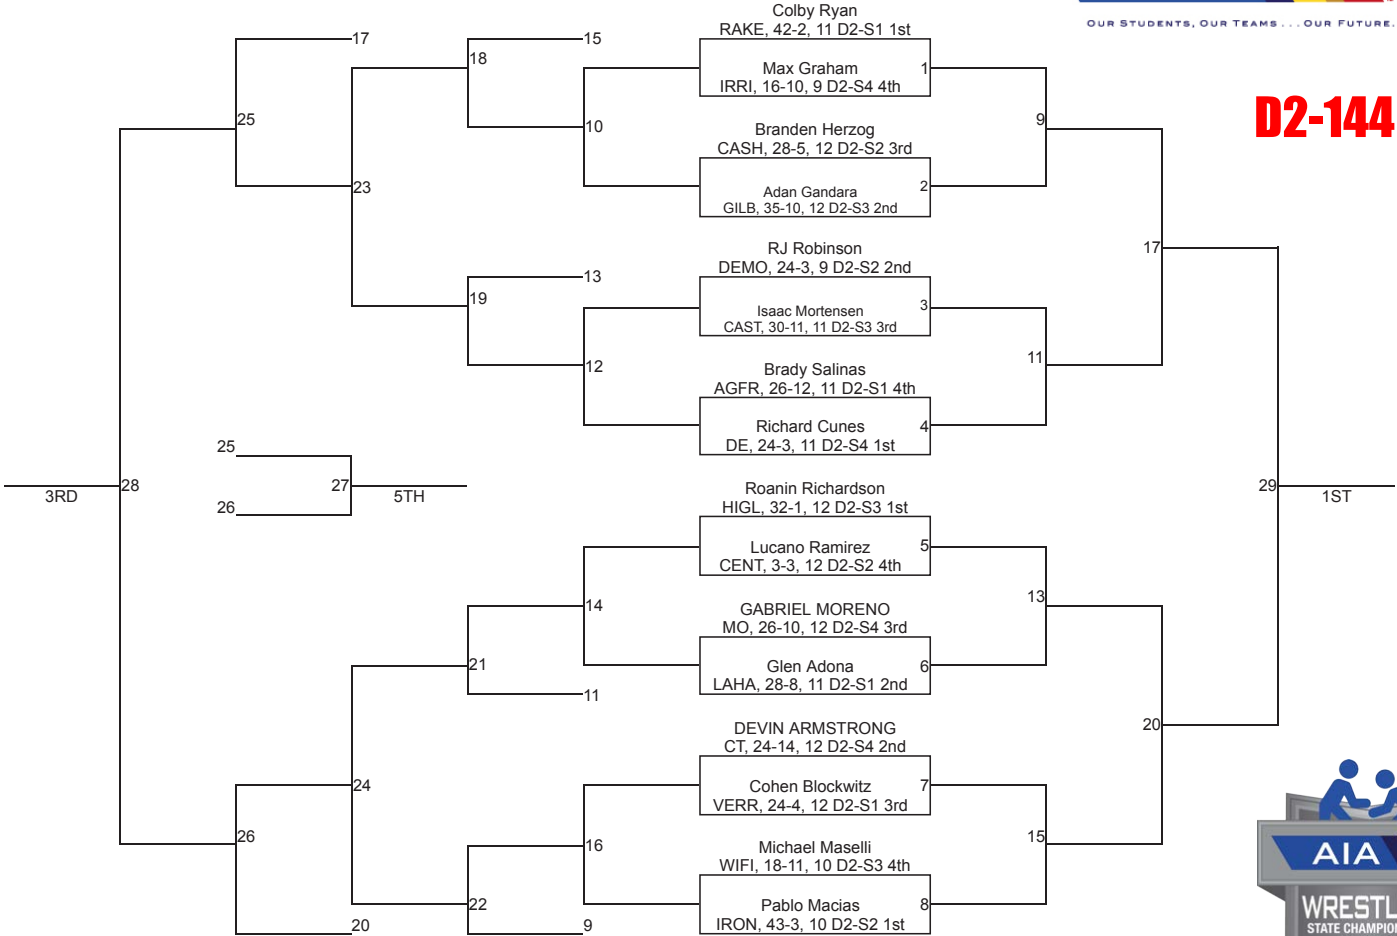 OUR STUDENTS, OUR TEAMS . . . OUR FUTURE.
D2-144
Colby Ryan
RAKE, 42-2, 11 D2-S1 1st
Max Graham
IRRI, 16-10, 9 D2-S4 4th
1
Branden Herzog
CASH, 28-5, 12 D2-S2 3rd
Adan Gandara
GILB, 35-10, 12 D2-S3 2nd
2
RJ Robinson
DEMO, 24-3, 9 D2-S2 2nd
Isaac Mortensen
CAST, 30-11, 11 D2-S3 3rd
3
Brady Salinas
AGFR, 26-12, 11 D2-S1 4th
Richard Cunes
DE, 24-3, 11 D2-S4 1st
4
Roanin Richardson
HIGL, 32-1, 12 D2-S3 1st
Lucano Ramirez
CENT, 3-3, 12 D2-S2 4th
5
GABRIEL MORENO
MO, 26-10, 12 D2-S4 3rd
Glen Adona
LAHA, 28-8, 11 D2-S1 2nd
6
DEVIN ARMSTRONG
CT, 24-14, 12 D2-S4 2nd
Cohen Blockwitz
VERR, 24-4, 12 D2-S1 3rd
7
Michael Maselli
WIFI, 18-11, 10 D2-S3 4th
Pablo Macias
IRON, 43-3, 10 D2-S2 1st
8
9
11
13
15
17
20
29
1ST
15
10
18
13
12
19
17
23
25
14
11
21
16
9
22
24
20
26
25
26
27
5TH
28
3RD
AIA
WRESTL
STATE CHAMPIO